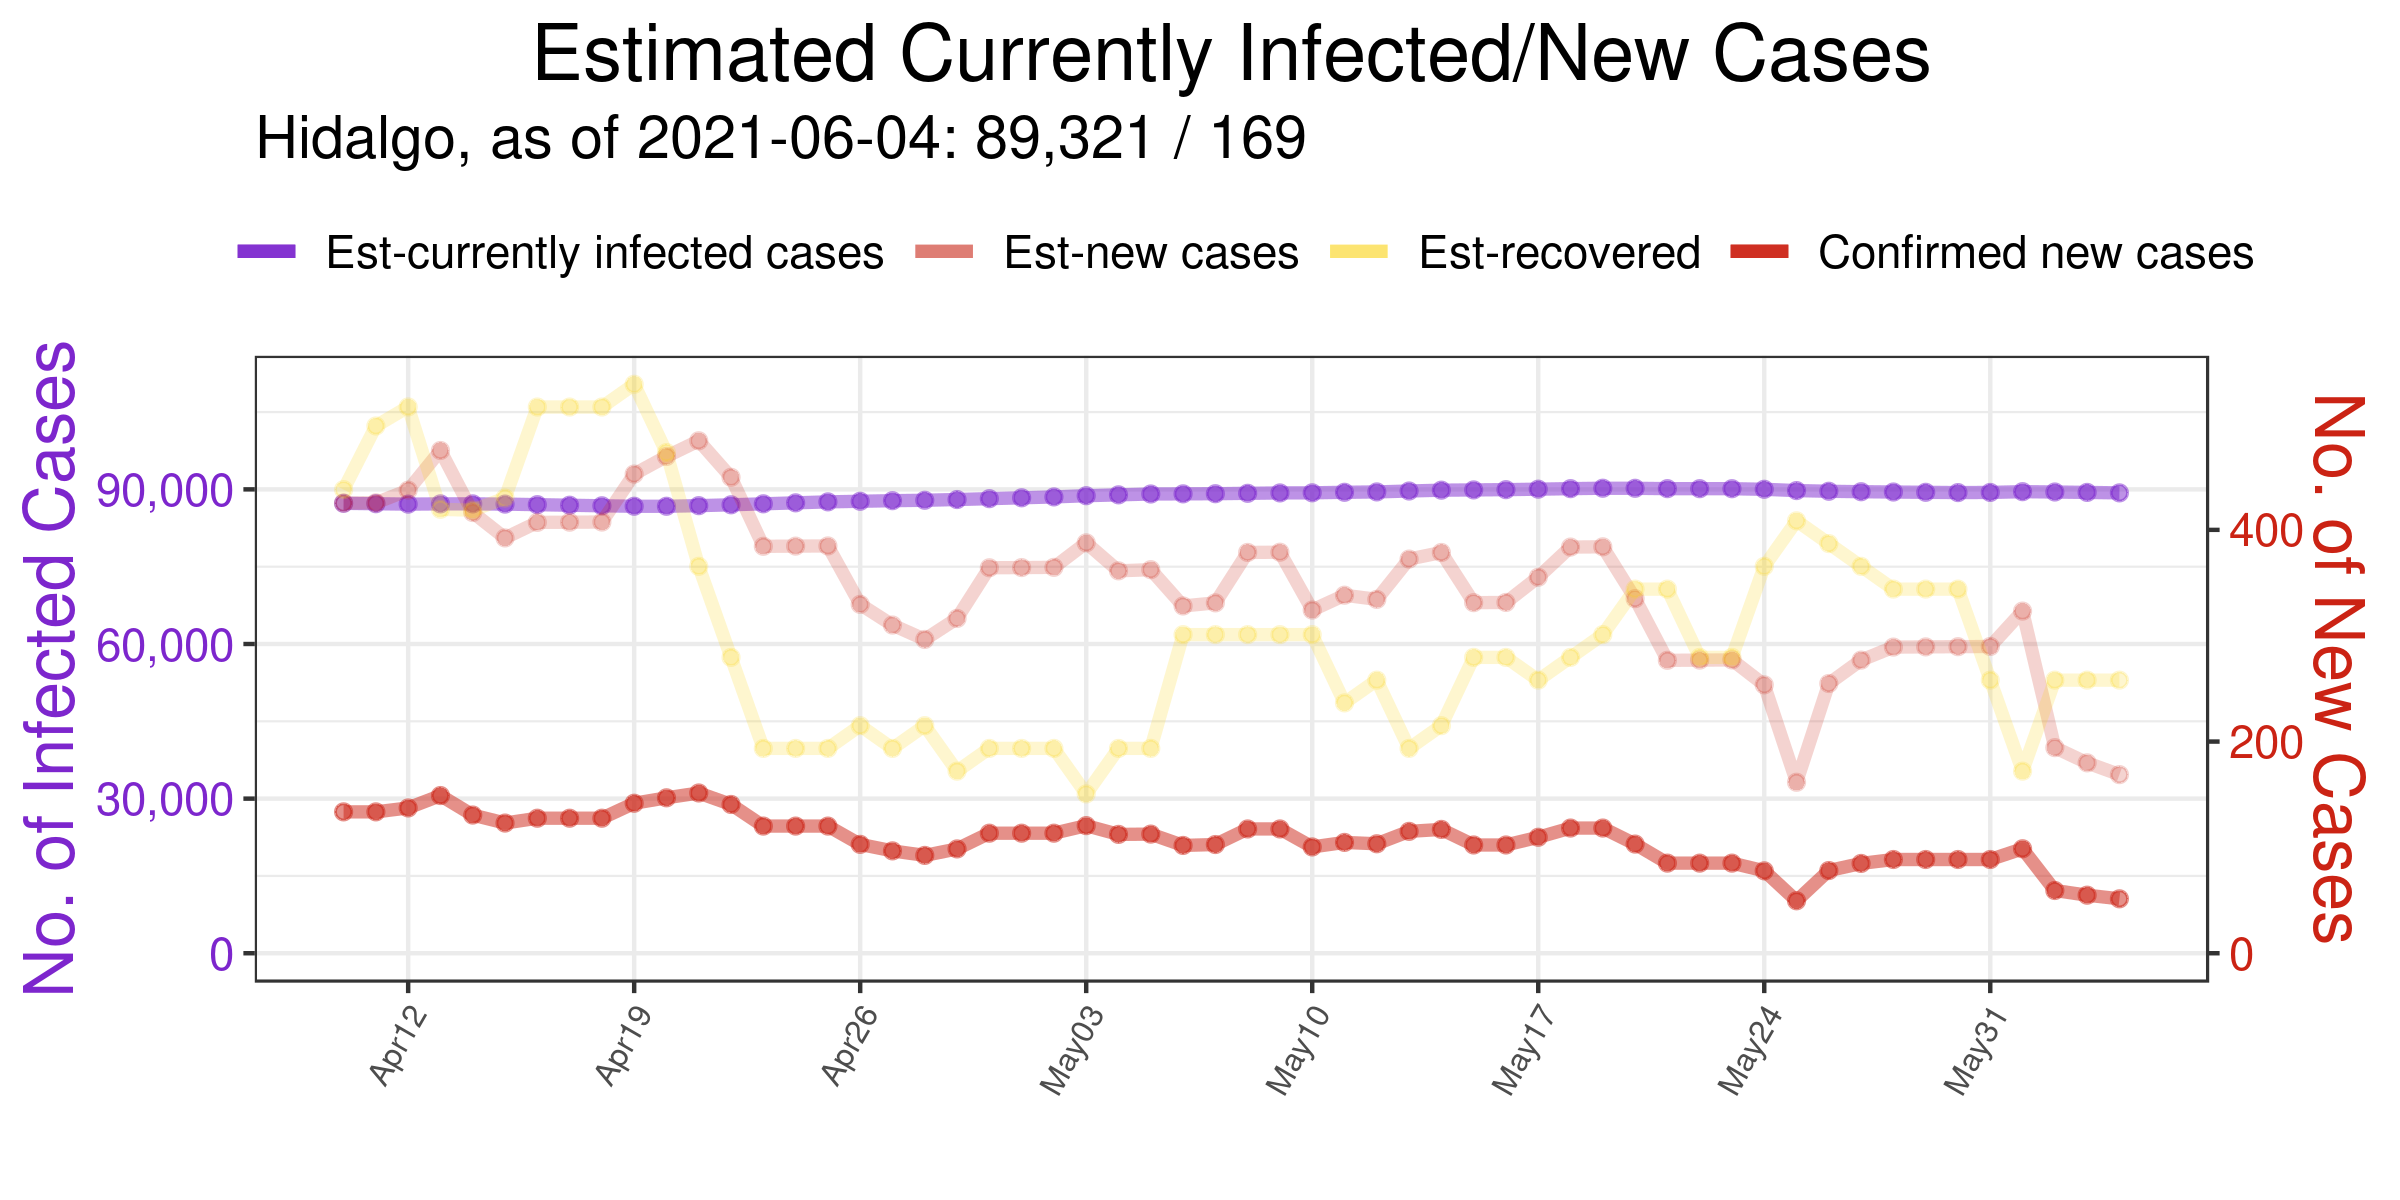 Estimated Currently Infected/New Cases
Hidalgo, as of 2021-06-04: 89,321 / 169
Est-currently infected cases
Est-new cases
Est-recovered
Confirmed new cases
No. of Infected Cases
90,000
60,000
30,000
0
No. of New Cases
400
200
0
Apr12
Apr19
Apr26
May03
May10
May17
May24
May31